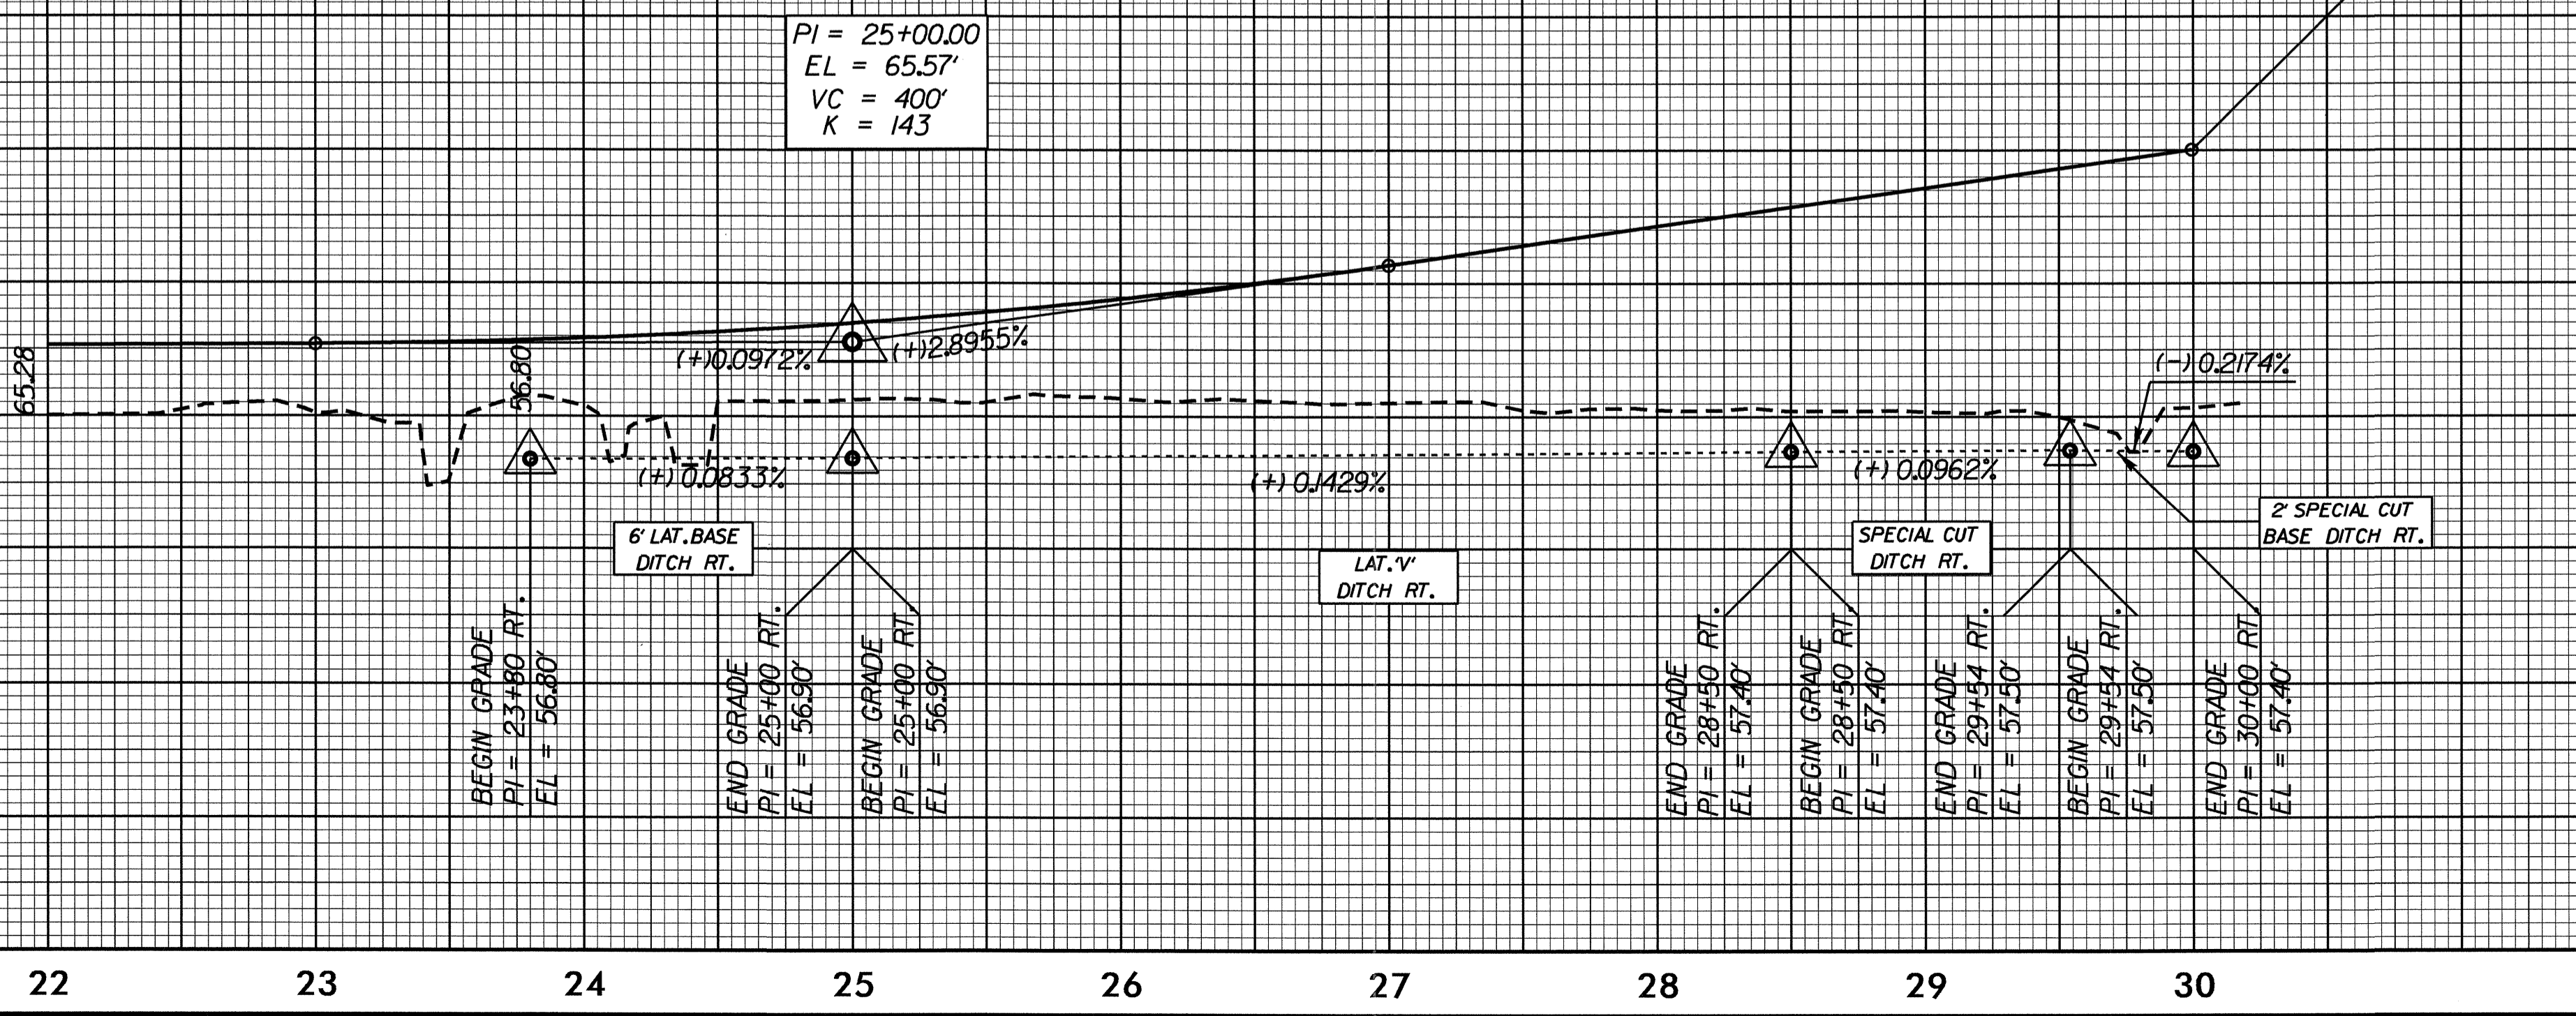 PI = 25+00.00
EL = 65.57'
VC = 400'
K = 143
65.28
56.80
(+)0.0972%
(+)2.8955%
(-) 0.2174%
(+) 0.0833%
(+) 0.1429%
(+) 0.0962%
6' LAT. BASE
DITCH RT.
LAT. 'V'
DITCH RT.
SPECIAL CUT
DITCH RT.
2' SPECIAL CUT
BASE DITCH RT.
BEGIN GRADE
PI = 23+80 RT.
EL = 56.80'
END GRADE
PI = 25+00 RT.
EL = 56.90'
BEGIN GRADE
PI = 25+00 RT.
EL = 56.90'
END GRADE
PI = 28+50 RT.
EL = 57.40'
BEGIN GRADE
PI = 28+50 RT.
EL = 57.40'
END GRADE
PI = 29+54 RT.
EL = 57.50'
BEGIN GRADE
PI = 29+54 RT.
EL = 57.50'
END GRADE
PI = 30+00 RT.
EL = 57.40'
22 23 24 25 26 27 28 29 30